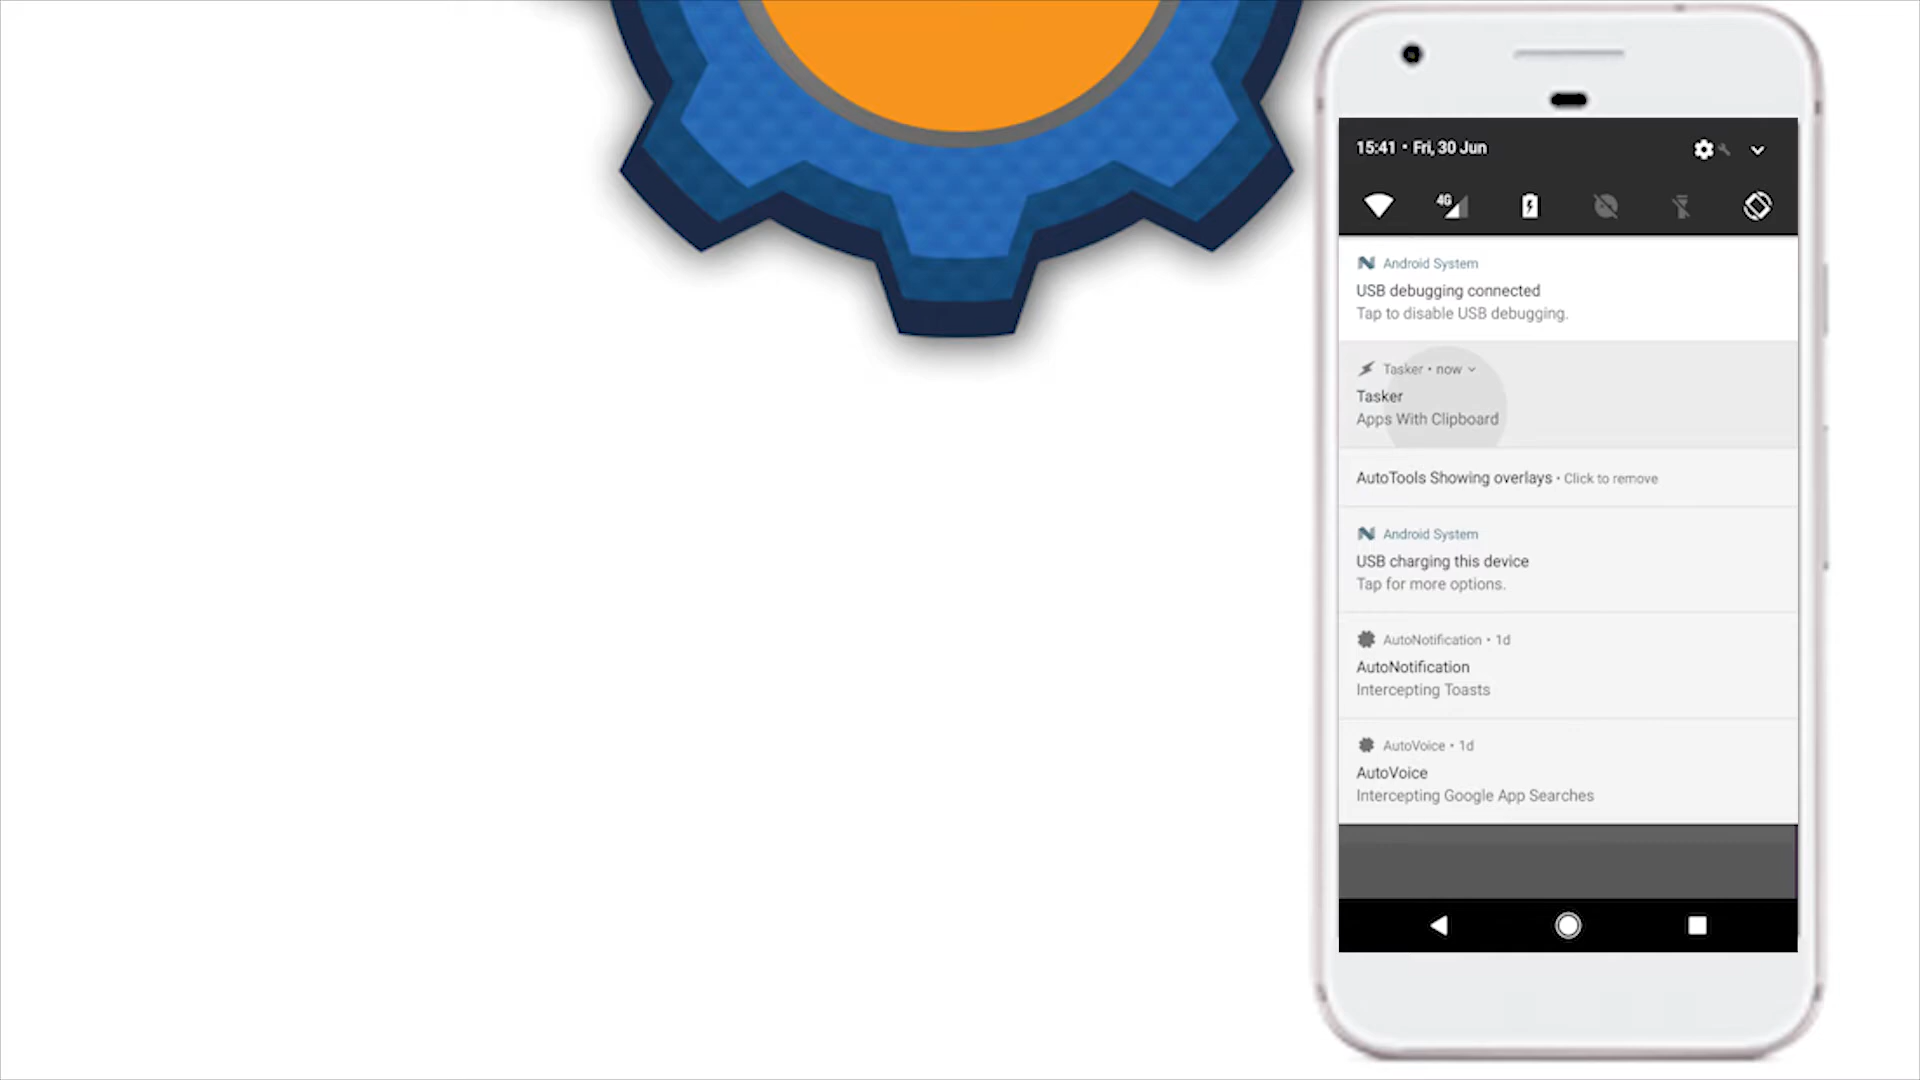 15:41 • Fri, 30 Jun
4G
Android System
USB debugging connected
Tap to disable USB debugging.
Tasker • now
Tasker
Apps With Clipboard
AutoTools Showing overlays • Click to remove
Android System
USB charging this device
Tap for more options.
AutoNotification • 1d
AutoNotification
Intercepting Toasts
AutoVoice • 1d
AutoVoice
Intercepting Google App Searches